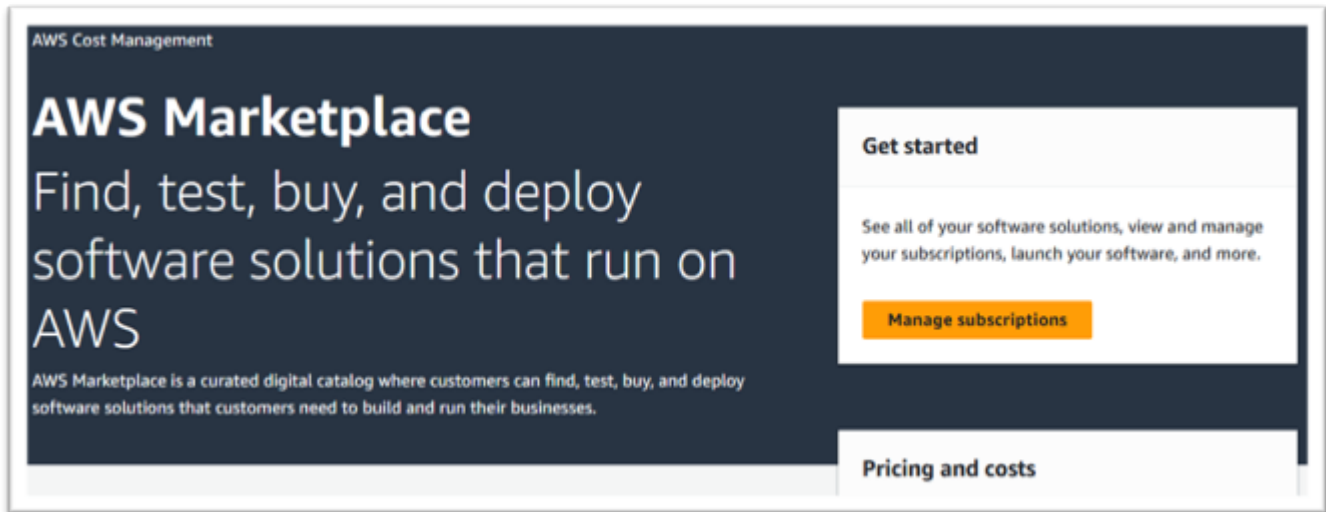 AWS Cost Management
AWS Marketplace
Find, test, buy, and deploy
software solutions that run on
AWS
AWS Marketplace is a curated digital catalog where customers can find, test, buy, and deploy
software solutions that customers need to build and run their businesses.
Get started
See all of your software solutions, view and manage
your subscriptions, launch your software, and more.
Manage subscriptions
Pricing and costs